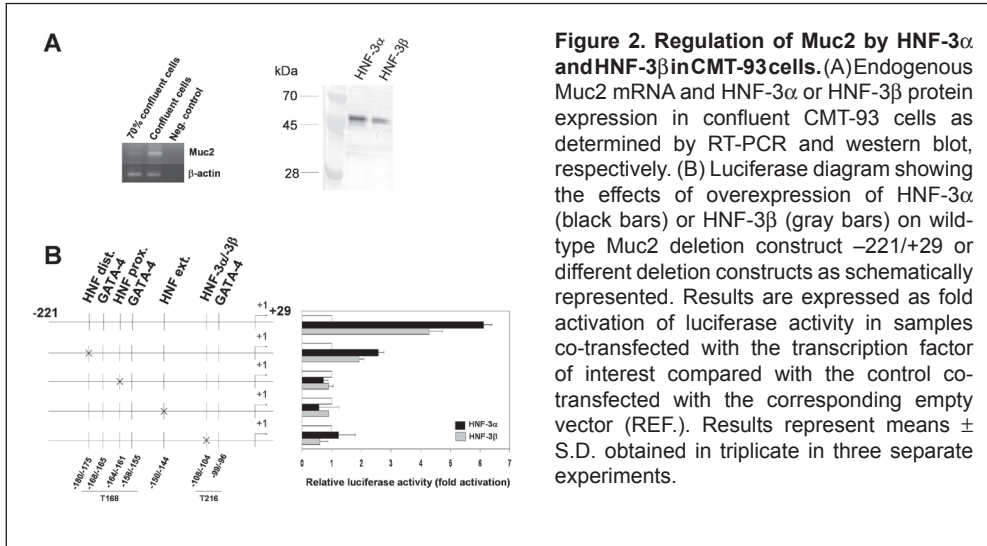 A
70% confluent cells
Confluent cells
Neg. control
Muc2
β-actin
kDa
70
45
28
HNF-3α
HNF-3β
B
HNF dist.
GATA-4
HNF prox.
GATA-4
HNF ext.
HNF-3α/-3β
GATA-4
-221
+29
+1
+1
+1
+1
+1
-180/-175
-168/-165
-164/-161
-158/-155
-150/-144
-108/-104
-99/-96
T168
T216
HNF-3α
HNF-3β
0 1 2 3 4 5 6 7
Relative luciferase activity (fold activation)
Figure 2. Regulation of Muc2 by HNF-3α
and HNF-3β in CMT-93 cells. (A) Endogenous
Muc2 mRNA and HNF-3α or HNF-3β protein
expression in confluent CMT-93 cells as
determined by RT-PCR and western blot,
respectively. (B) Luciferase diagram showing
the effects of overexpression of HNF-3α
(black bars) or HNF-3β (gray bars) on wild-
type Muc2 deletion construct –221/+29 or
different deletion constructs as schematically
represented. Results are expressed as fold
activation of luciferase activity in samples
co-transfected with the transcription factor
of interest compared with the control co-
transfected with the corresponding empty
vector (REF.). Results represent means ±
S.D. obtained in triplicate in three separate
experiments.